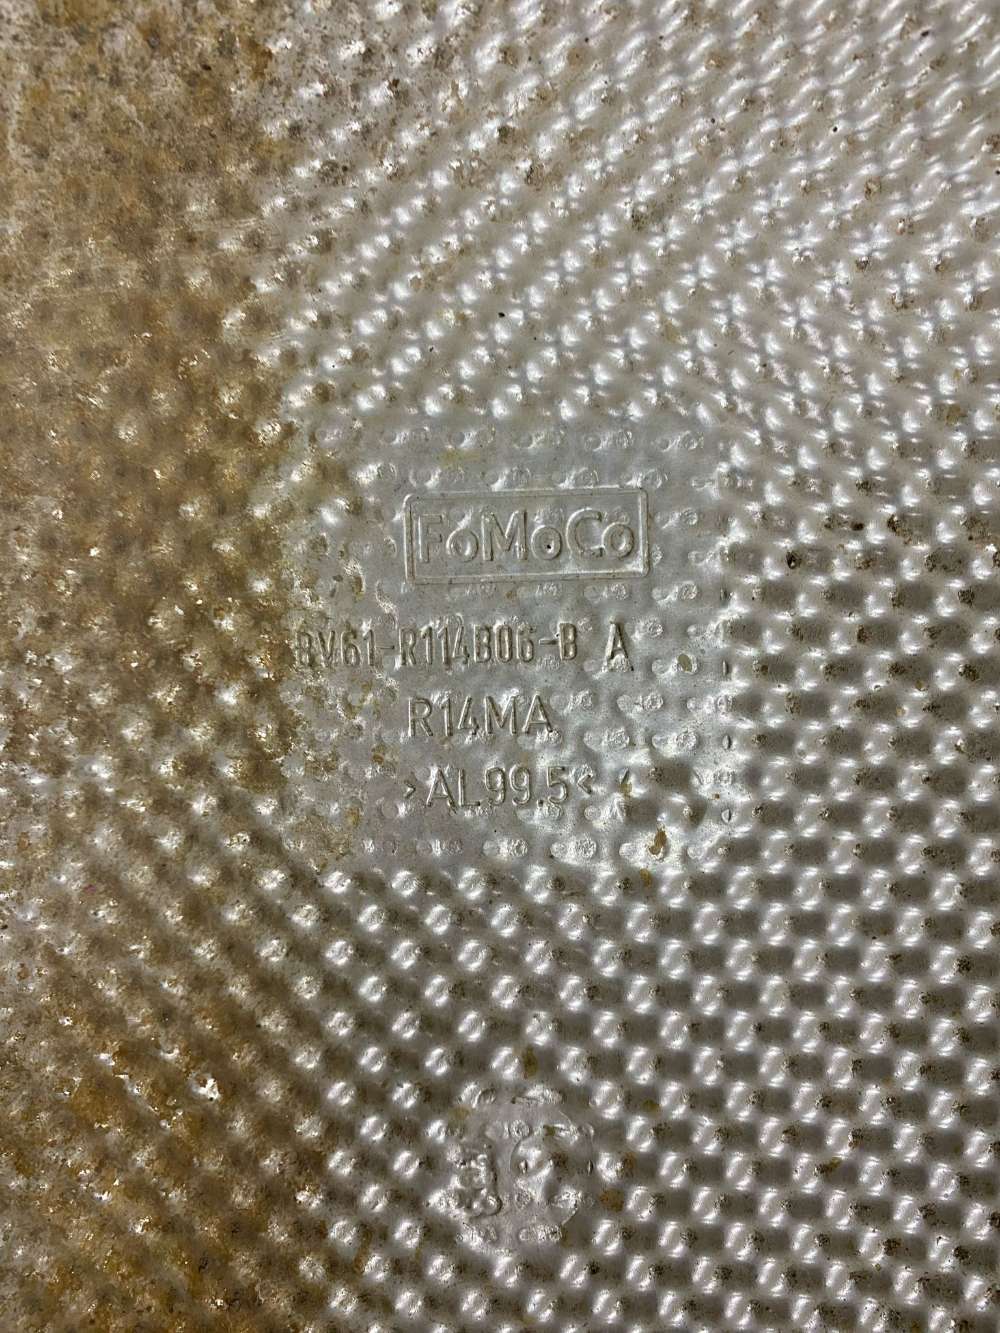 FoMoCo
BV61-R114B06-B A
R14MA
>AL99.5<